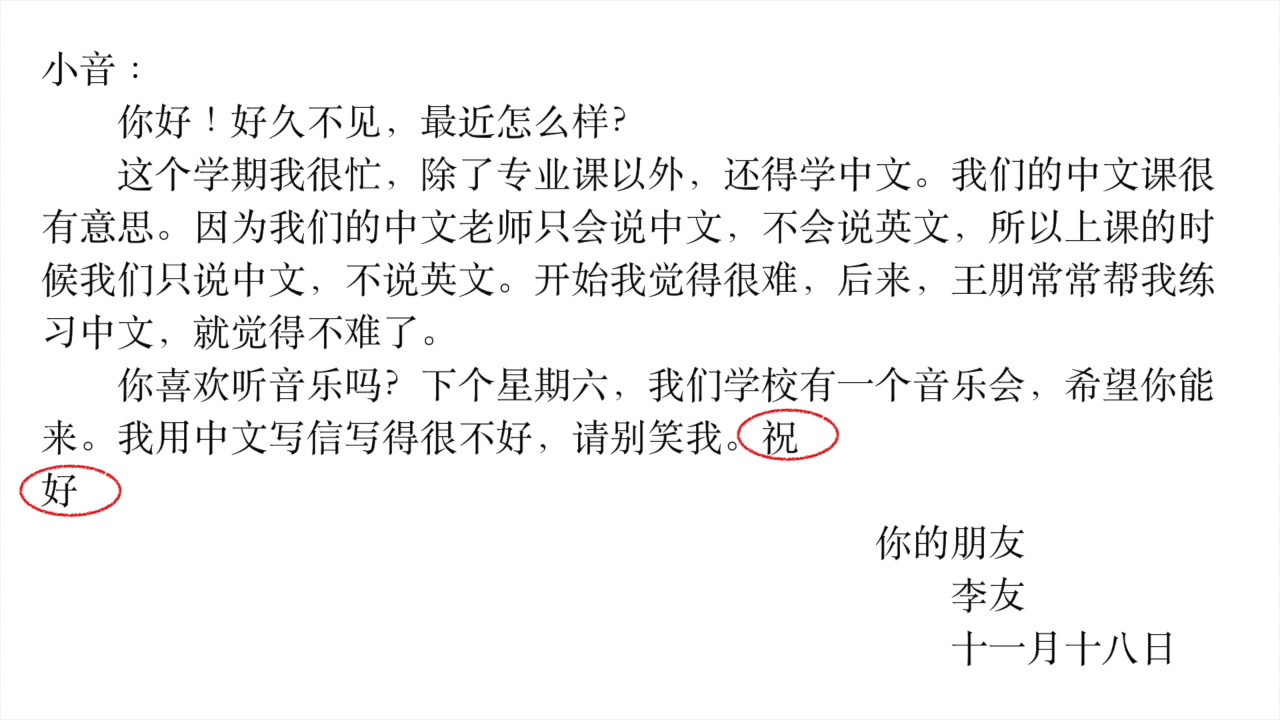 小音：
你好！好久不见，最近怎么样？
这个学期我很忙，除了专业课以外，还得学中文。我们的中文课很
有意思。因为我们的中文老师只会说中文，不会说英文，所以上课的时
候我们只说中文，不说英文。开始我觉得很难，后来，王朋常常帮我练
习中文，就觉得不难了。
你喜欢听音乐吗？下个星期六，我们学校有一个音乐会，希望你能
来。我用中文写信写得很不好，请别笑我。祝
好
你的朋友
李友
十一月十八日